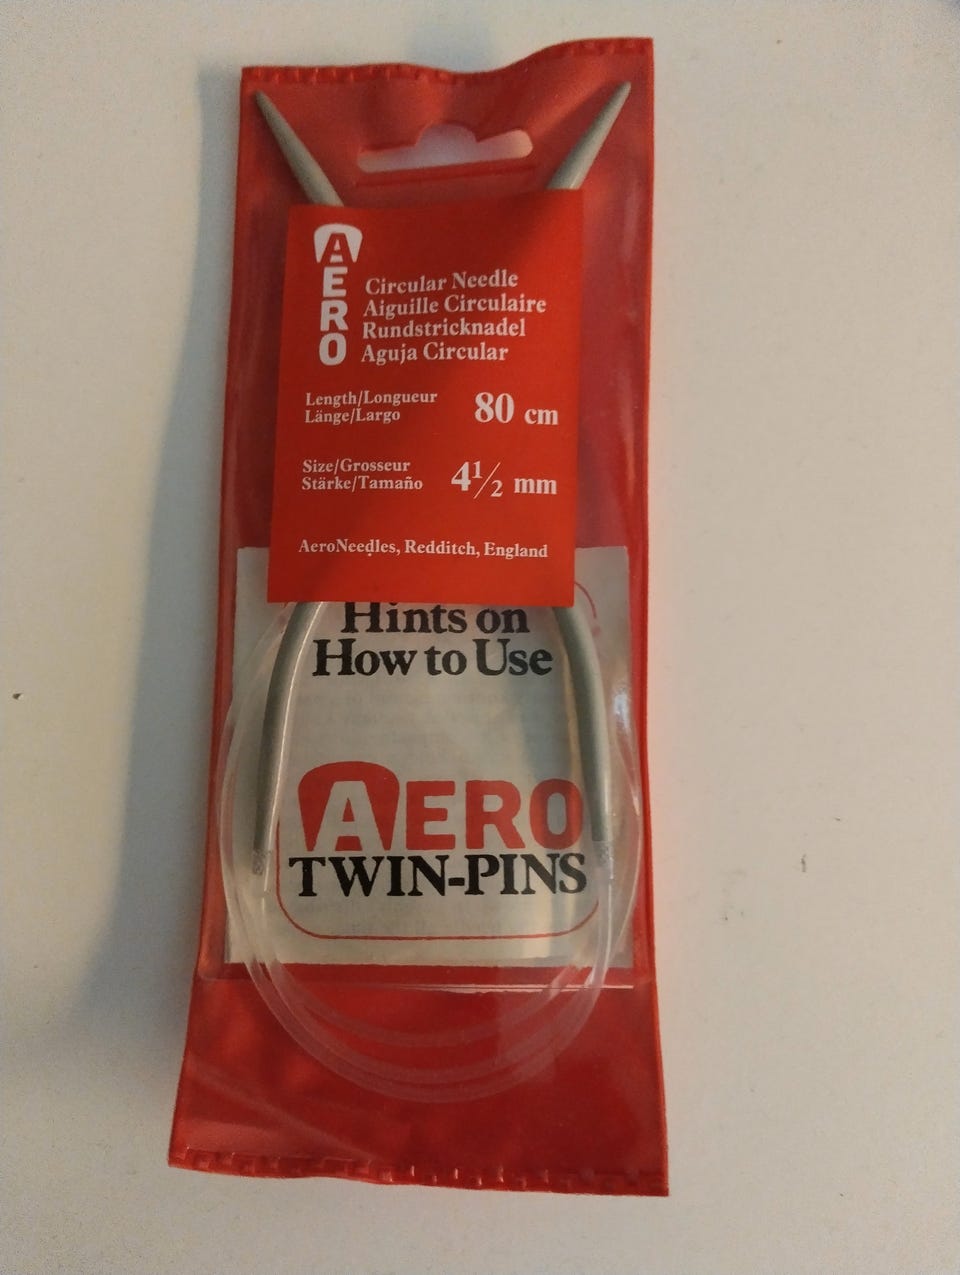 AERO
Circular Needle
Aiguille Circulaire
Rundstricknadel
Aguja Circular
Length/Longueur
Länge/Largo
80 cm
Size/Grosseur
Stärke/Tamaño
4½ mm
AeroNeedles, Redditch, England
Hints on
How to Use
AERO
TWIN-PINS